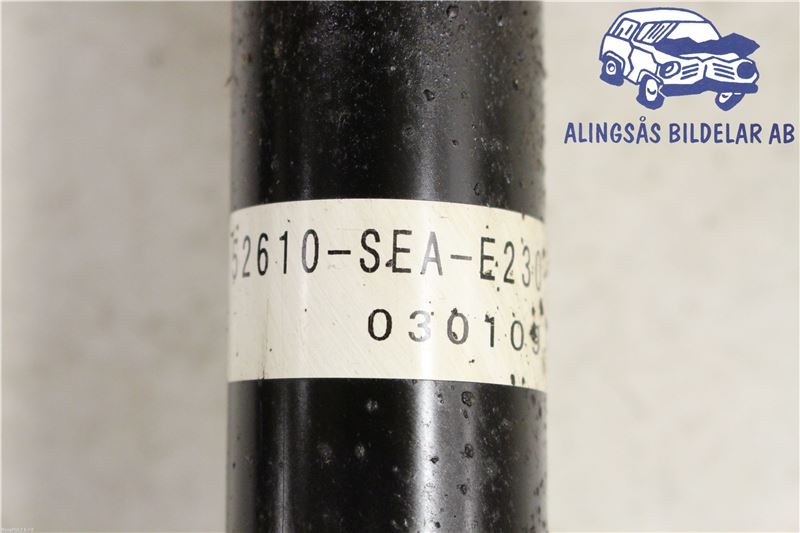 ALINGSÅS BILDELAR AB
52610-SEA-E230
030109